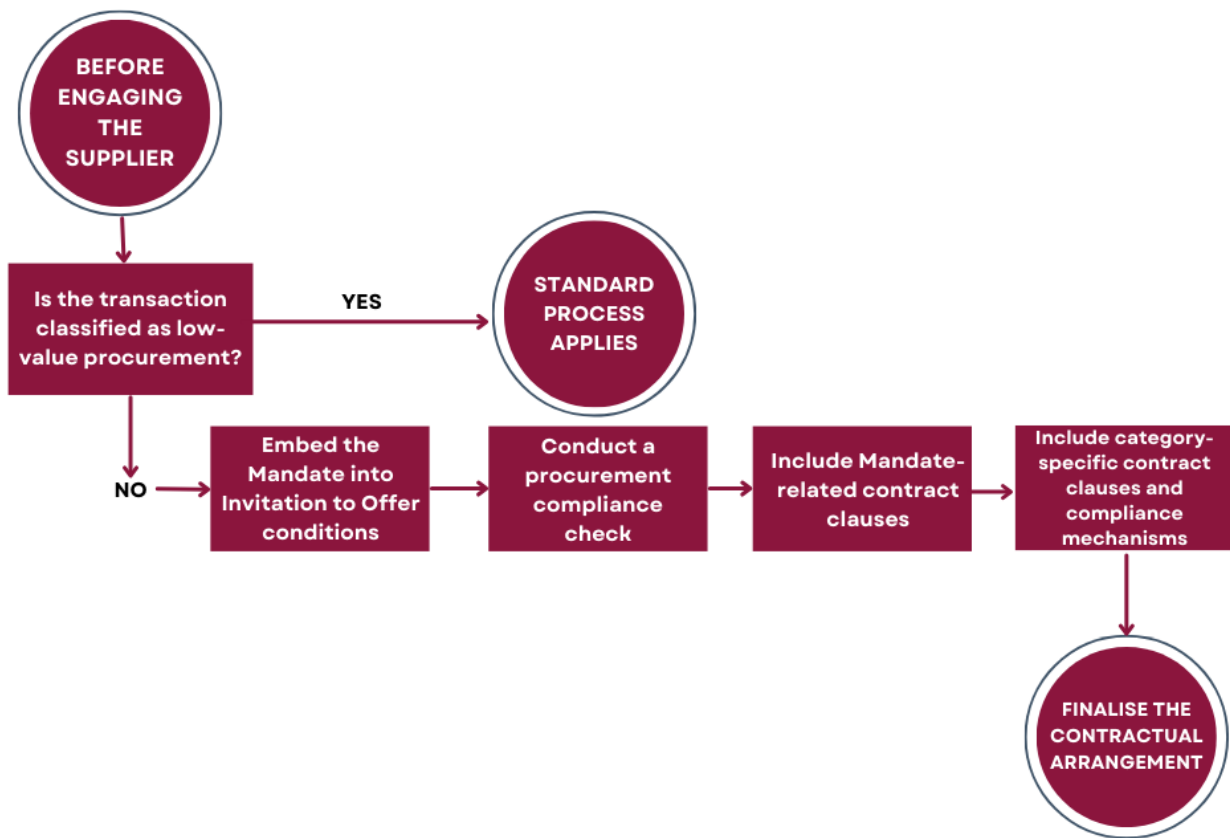 BEFORE
ENGAGING
THE
SUPPLIER
Is the transaction
classified as low-
value procurement?
YES
STANDARD
PROCESS
APPLIES
NO
Embed the
Mandate into
Invitation to Offer
conditions
Conduct a
procurement
compliance
check
Include Mandate-
related contract
clauses
Include category-
specific contract
clauses and
compliance
mechanisms
FINALISE THE
CONTRACTUAL
ARRANGEMENT